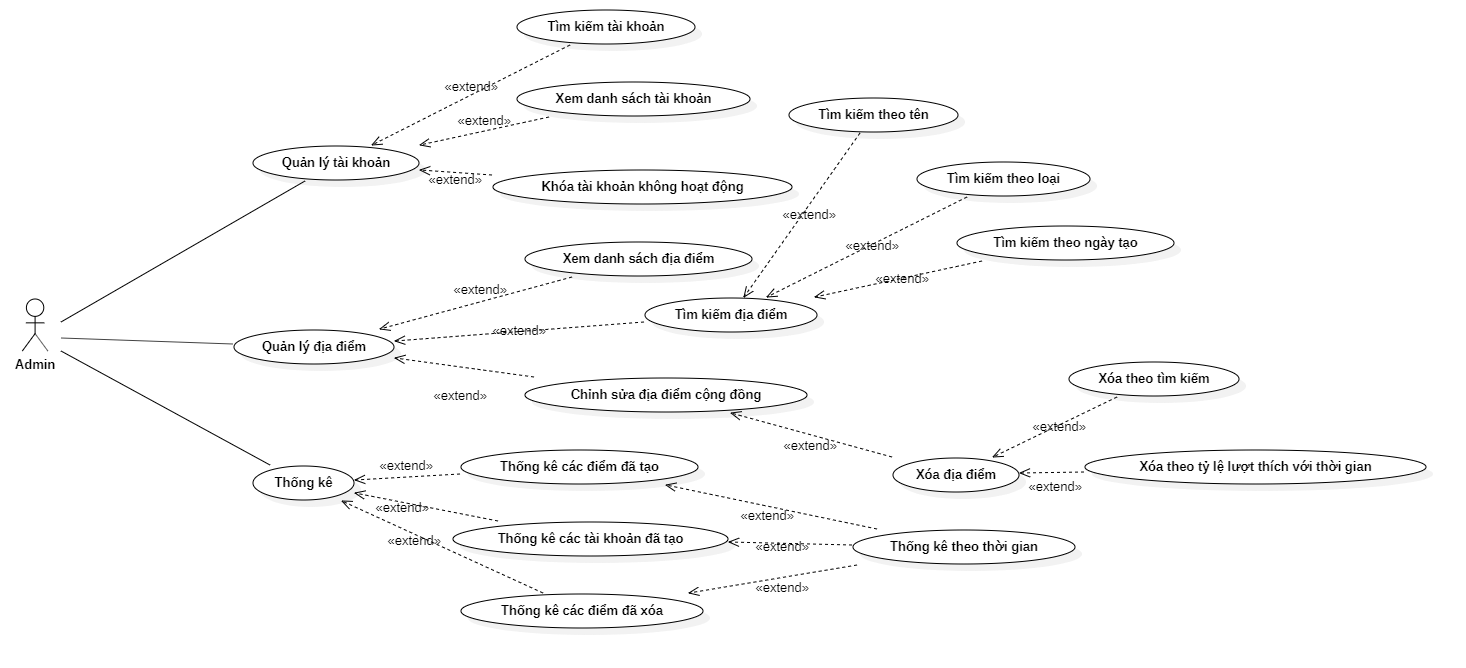 Tìm kiếm tài khoản
«extend»
Xem danh sách tài khoản
«extend»
Tìm kiếm theo tên
Quản lý tài khoản
«extend»
Khóa tài khoản không hoạt động
Tìm kiếm theo loại
«extend»
«extend»
Tìm kiếm theo ngày tạo
Xem danh sách địa điểm
«extend»
«extend»
Tìm kiếm địa điểm
«extend»
Quản lý địa điểm
Admin
«extend»
Chỉnh sửa địa điểm cộng đồng
Xóa theo tìm kiếm
«extend»
«extend»
Thống kê các điểm đã tạo
«extend»
Xóa theo tỷ lệ lượt thích với thời gian
Xóa địa điểm
«extend»
Thống kê
«extend»
«extend»
Thống kê các tài khoản đã tạo
«extend»
«extend»
Thống kê theo thời gian
«extend»
Thống kê các điểm đã xóa
«extend»